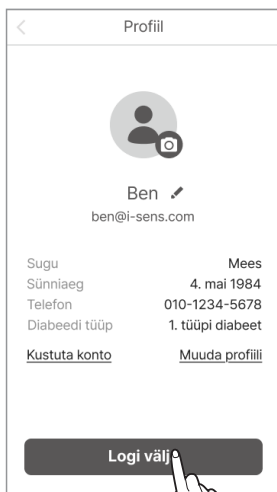 Profiil
Ben
ben@i-sens.com
Sugu Mees
Sünniaeg 4. mai 1984
Telefon 010-1234-5678
Diabeedi tüüp 1. tüüpi diabeet
Kustuta konto Muuda profiili
Logi välja